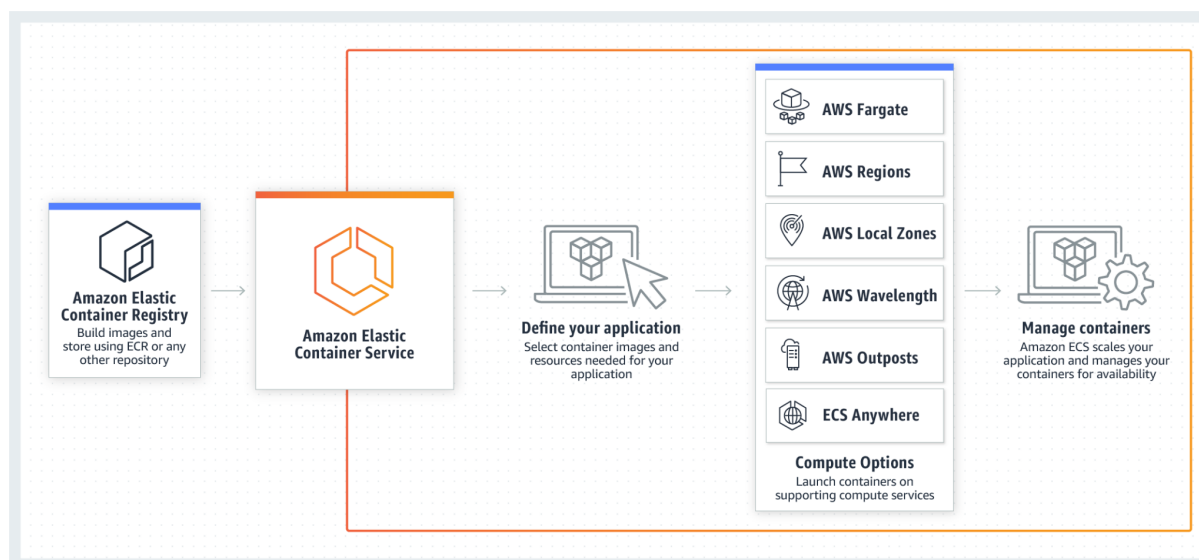 Amazon Elastic
Container Registry
Build images and
store using ECR or any
other repository
Amazon Elastic
Container Service
Define your application
Select container images and
resources needed for your
application
AWS Fargate
AWS Regions
AWS Local Zones
AWS Wavelength
AWS Outposts
ECS Anywhere
Compute Options
Launch containers on
supporting compute services
Manage containers
Amazon ECS scales your
application and manages your
containers for availability